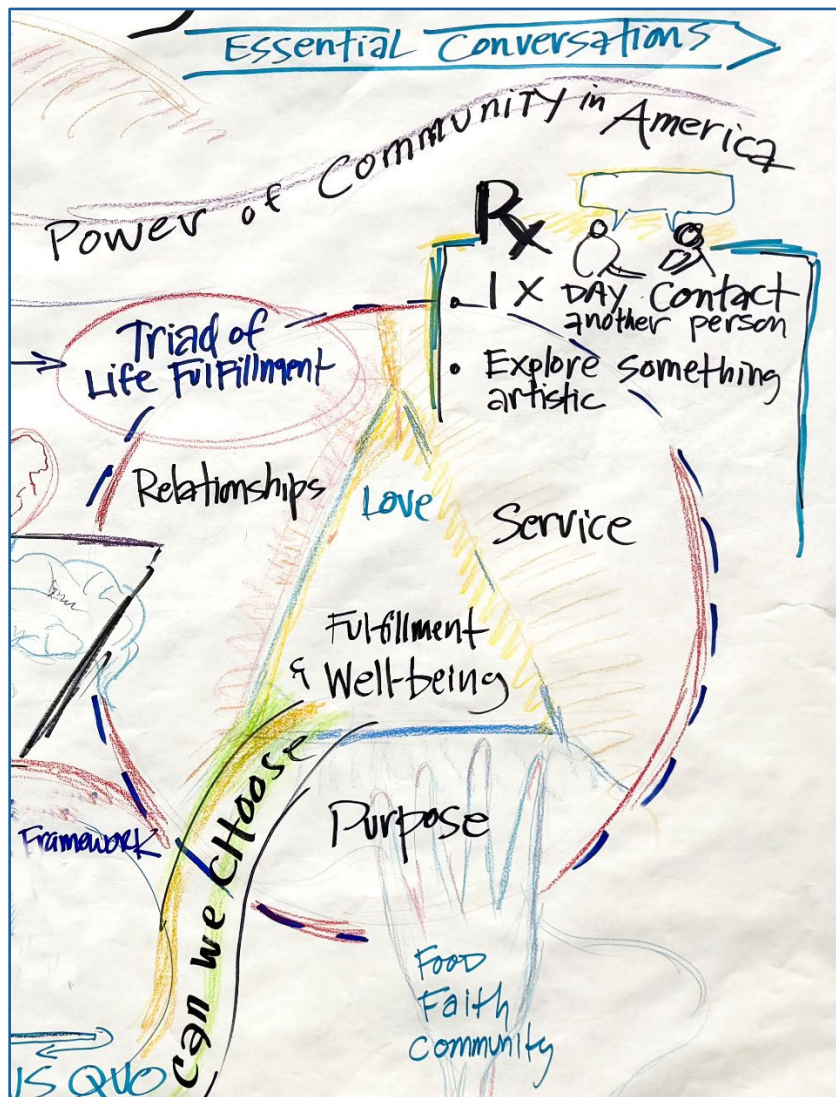 Essential Conversations
Power of Community in America
Rx
• 1 X DAY Contact
another person
• Explore something
artistic
Triad of
Life Fulfillment
Relationships
Love
Service
Fulfillment
& Well-being
can we CHOOSE
Purpose
Framework
Food
Faith
Community
US QUO